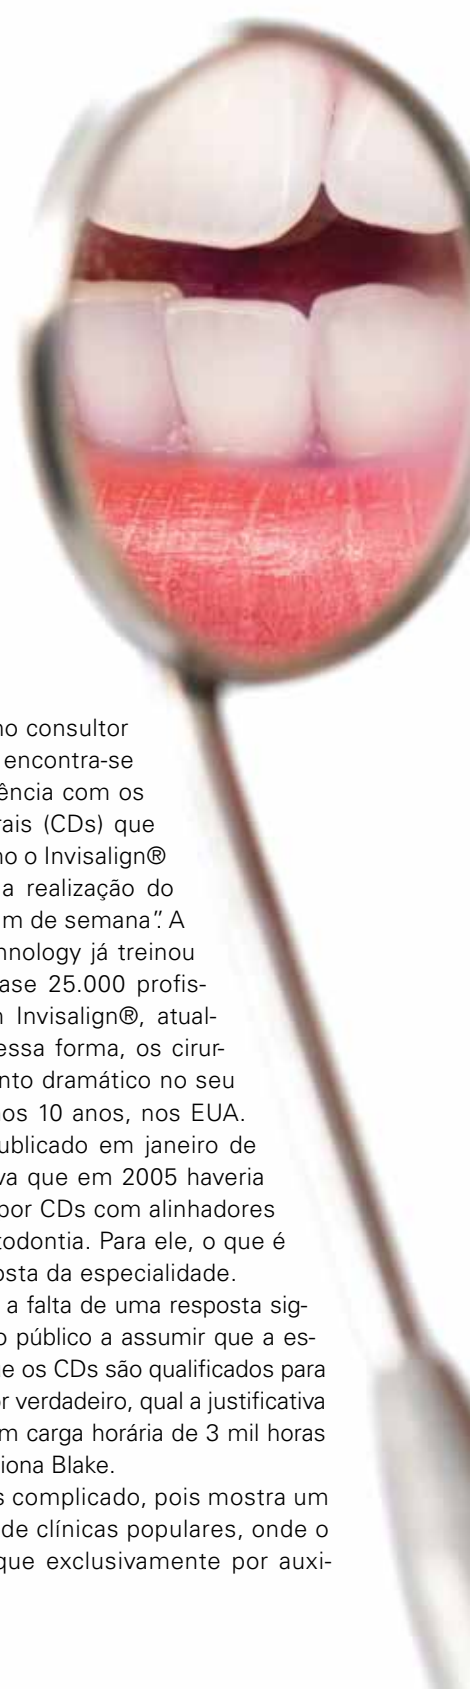 no consultor
encontra-se
ência com os
rais (CDs) que
no o Invisalign®
a realização do
m de semana”. A
hnology já treinou
ase 25.000 profis-
n Invisalign®, atual-
essa forma, os cirur-
nto dramático no seu
nos 10 anos, nos EUA.
ublicado em janeiro de
va que em 2005 haveria
por CDs com alinhadores
todontia. Para ele, o que é
osta da especialidade.
a falta de uma resposta sig-
o público a assumir que a es-
e os CDs são qualificados para
or verdadeiro, qual a justificativa
m carga horária de 3 mil horas
iona Blake.
s complicado, pois mostra um
de clínicas populares, onde o
que exclusivamente por auxi-